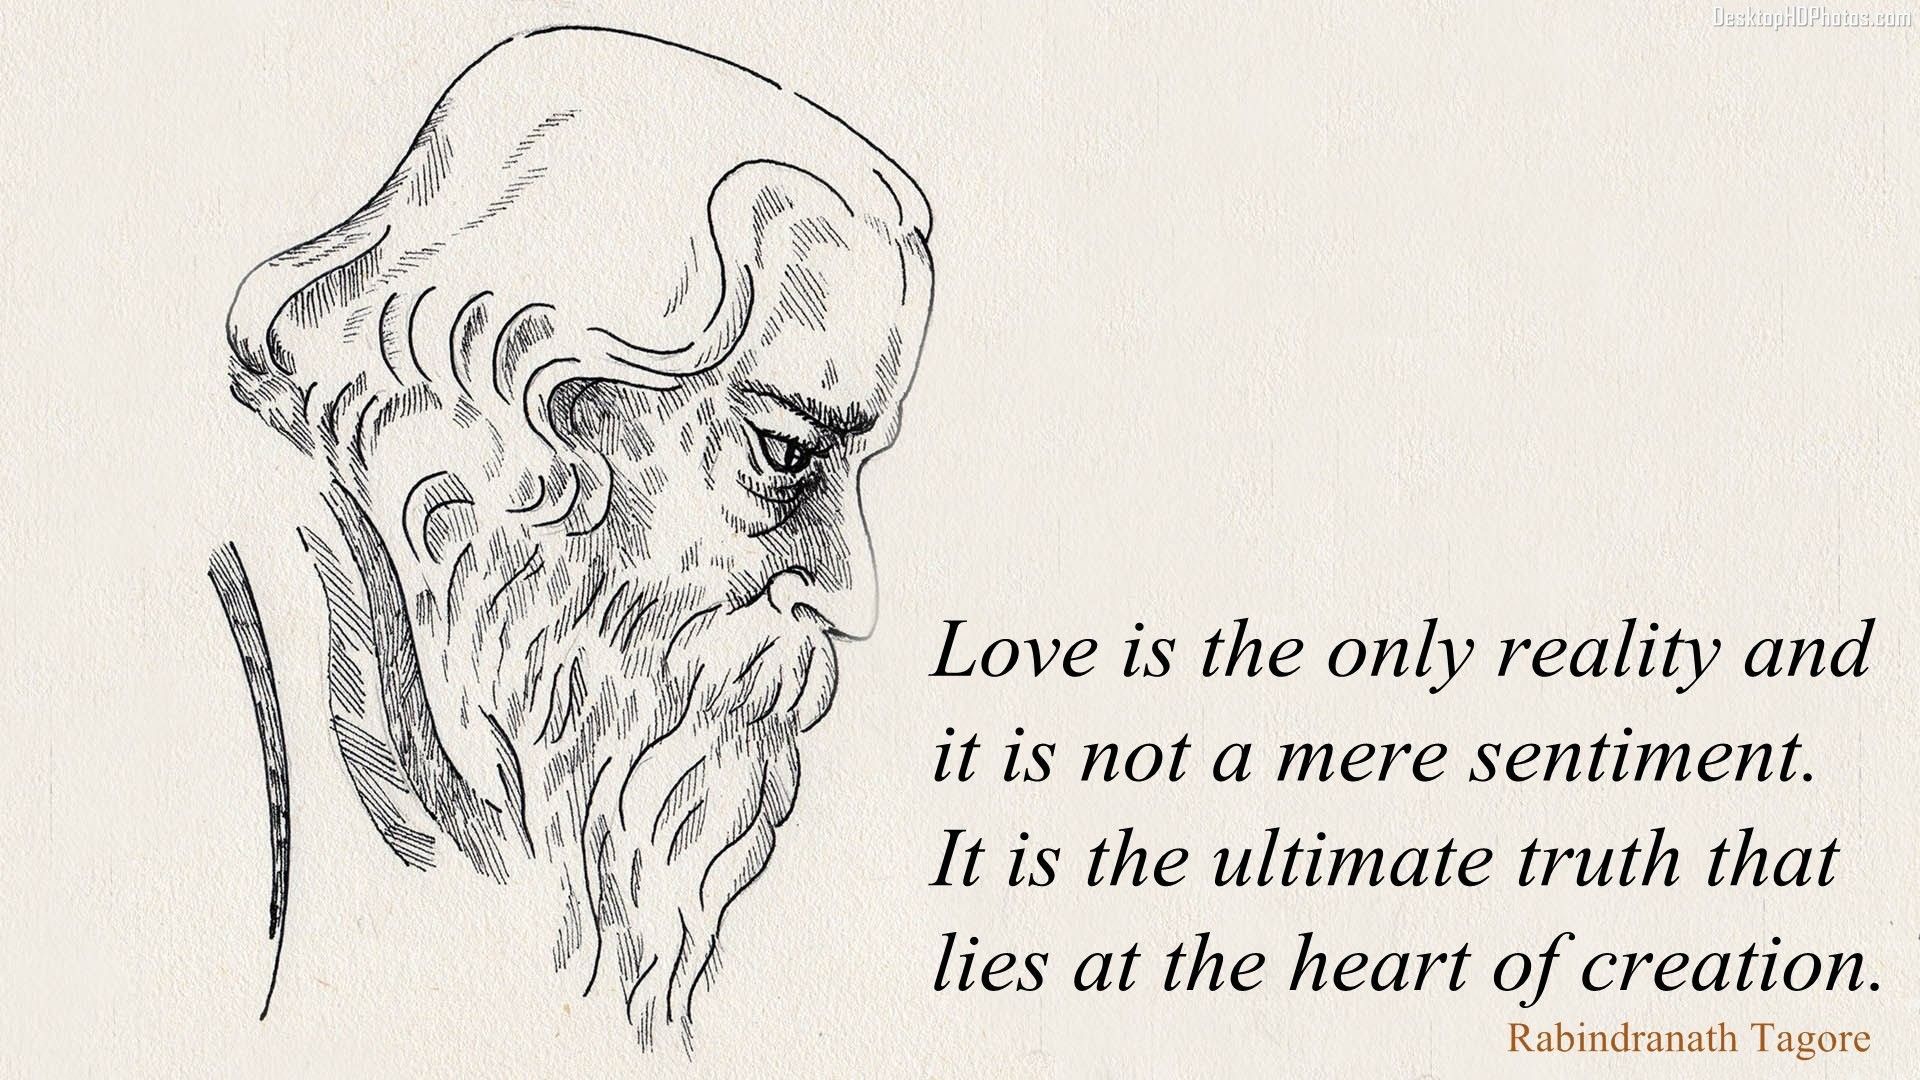 DesktopHDPhotos.com
Love is the only reality and
it is not a mere sentiment.
It is the ultimate truth that
lies at the heart of creation.
Rabindranath Tagore